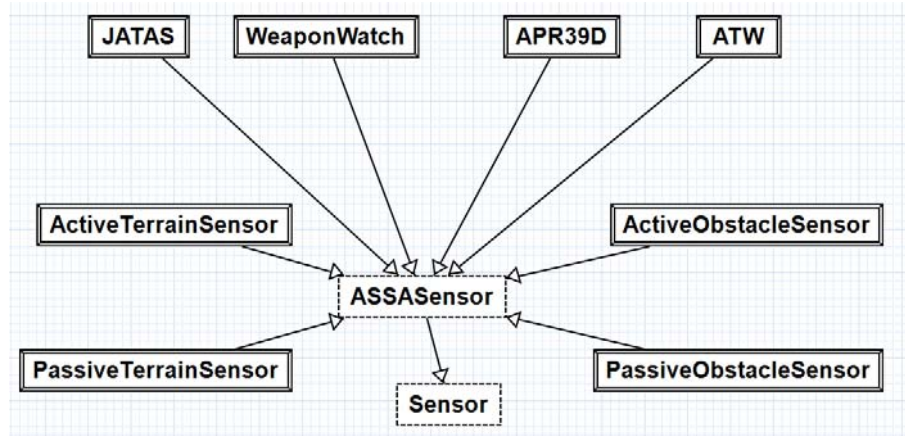 JATAS
WeaponWatch
APR39D
ATW
ActiveTerrainSensor
ActiveObstacleSensor
ASSASensor
PassiveTerrainSensor
PassiveObstacleSensor
Sensor